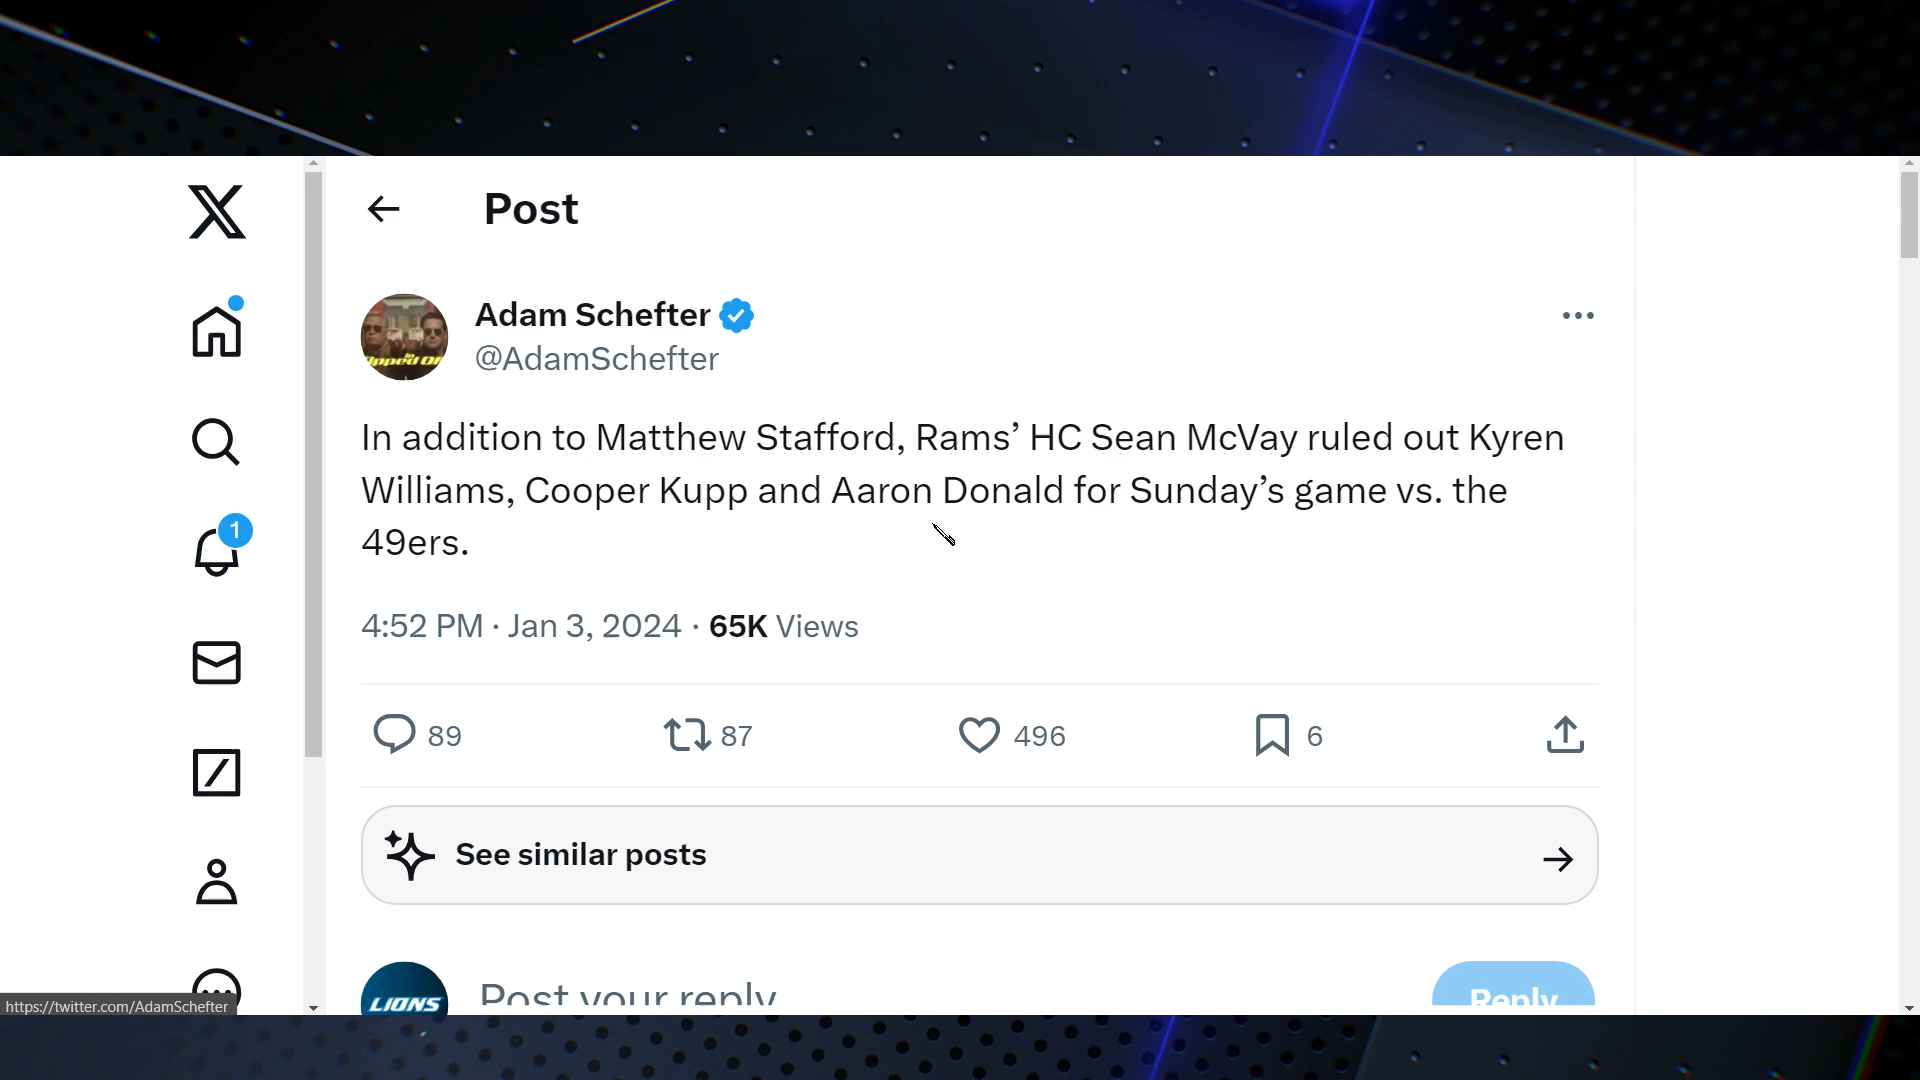 Post
Adam Schefter
@AdamSchefter
In addition to Matthew Stafford, Rams’ HC Sean McVay ruled out Kyren
Williams, Cooper Kupp and Aaron Donald for Sunday’s game vs. the
49ers.
1
4:52 PM · Jan 3, 2024 · 65K Views
89 87 496 6
See similar posts
LIONS Post your reply Reply
https://twitter.com/AdamSchefter